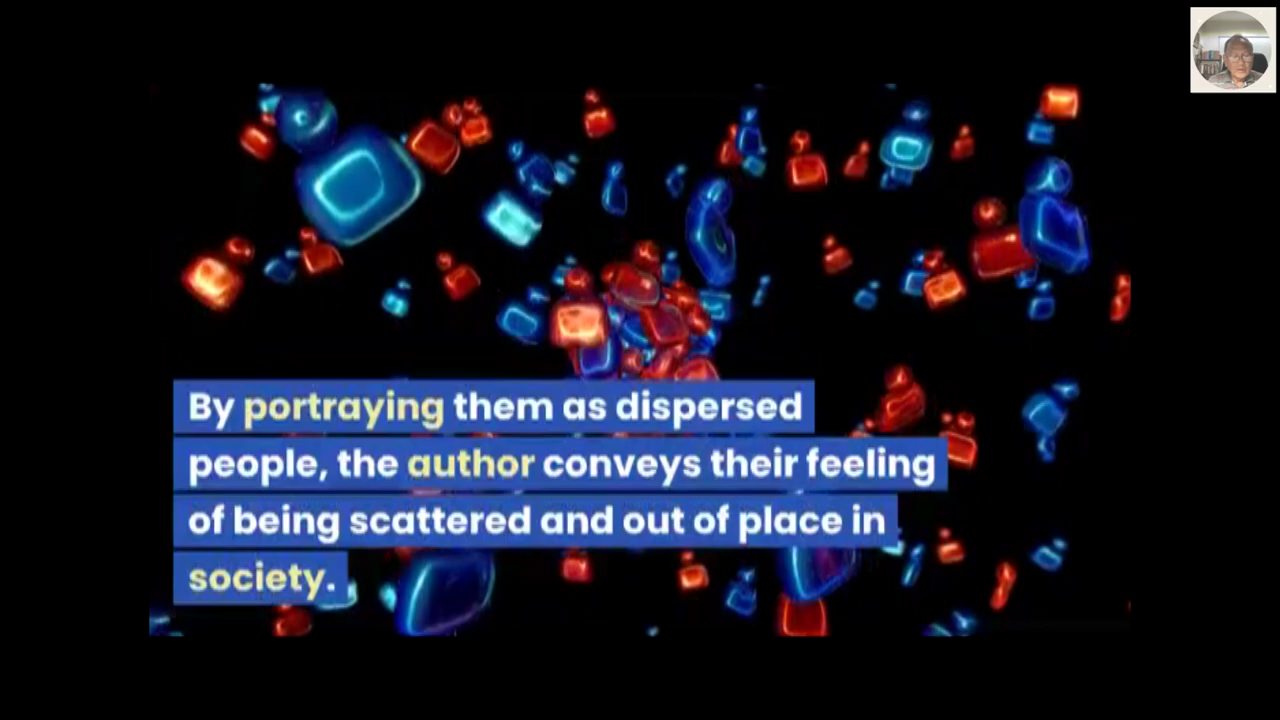 By portraying them as dispersed
people, the author conveys their feeling
of being scattered and out of place in
society.